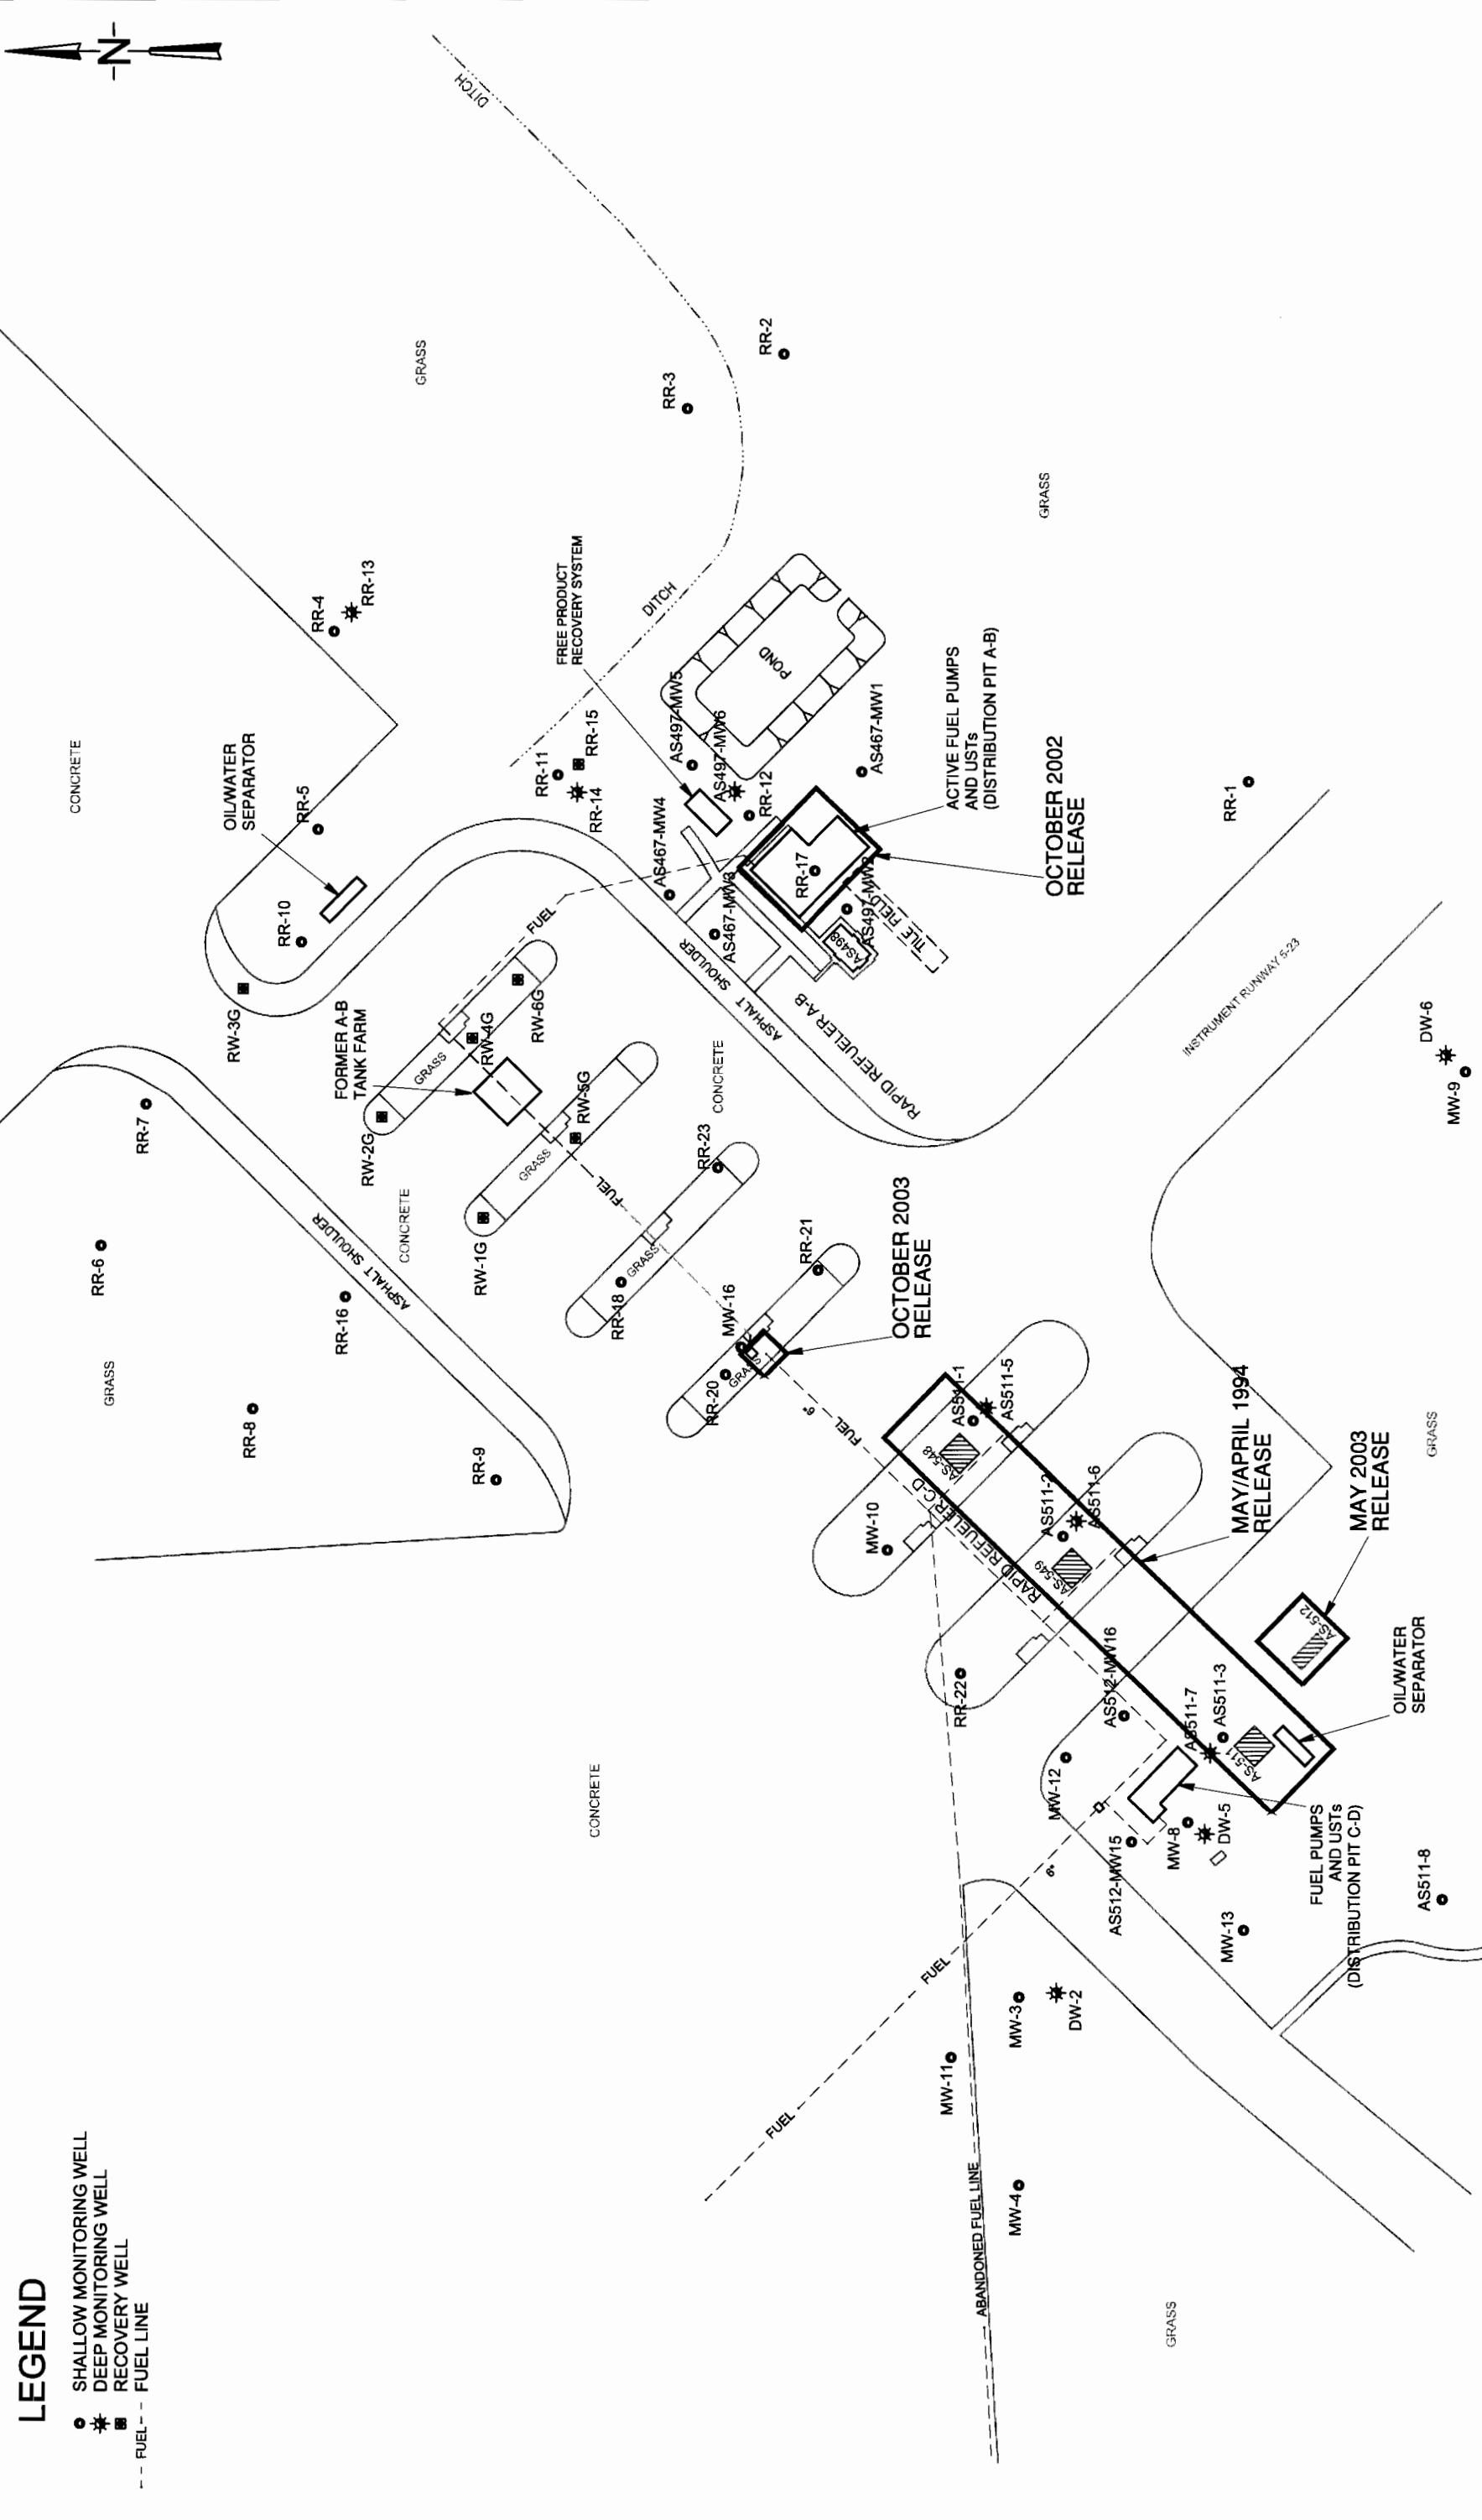 LEGEND
SHALLOW MONITORING WELL
DEEP MONITORING WELL
RECOVERY WELL
-- FUEL -- FUEL LINE
N
CONCRETE
GRASS
RR-6
RR-7
RR-8
RR-16
RR-9
ASPHALT SHOULDER
CONCRETE
RW-3G
RR-10
OIL/WATER
SEPARATOR
RR-5
RR-4
RR-13
GRASS
DITCH
FORMER A-B
TANK FARM
RW-2G
GRASS
RW-4G
RW-6G
FUEL
RW-1G
GRASS
RW-5G
FUEL
RR-18
GRASS
RR-23
CONCRETE
RR-20
GRASS
MW-16
RR-21
OCTOBER 2003
RELEASE
6"
FUEL
RR-11
RR-14
RR-15
FREE PRODUCT
RECOVERY SYSTEM
DITCH
RR-3
RR-2
AS467-MW4
AS497-MW5
AS497-MW6
RR-12
POND
AS467-MW3
RR-17
AS467-MW1
AS497-MW2
AS498
TILE FIELD
ASPHALT SHOULDER
RAPID REFUELER A-B
ACTIVE FUEL PUMPS
AND USTs
(DISTRIBUTION PIT A-B)
OCTOBER 2002
RELEASE
GRASS
RR-1
INSTRUMENT RUNWAY 5-23
DW-6
MW-9
CONCRETE
MW-10
RAPID REFUELER C-D
AS-548
AS511-1
AS511-5
AS511-2
AS511-6
AS-549
RR-22
AS512-MW16
MAY/APRIL 1994
RELEASE
MAY 2003
RELEASE
GRASS
AS-512
MW-12
AS511-7
AS511-3
AS-511
OIL/WATER
SEPARATOR
AS512-MW15
MW-8
DW-5
FUEL PUMPS
AND USTs
(DISTRIBUTION PIT C-D)
6"
FUEL
MW-13
AS511-8
MW-3
DW-2
MW-11
FUEL
MW-4
ABANDONED FUEL LINE
GRASS